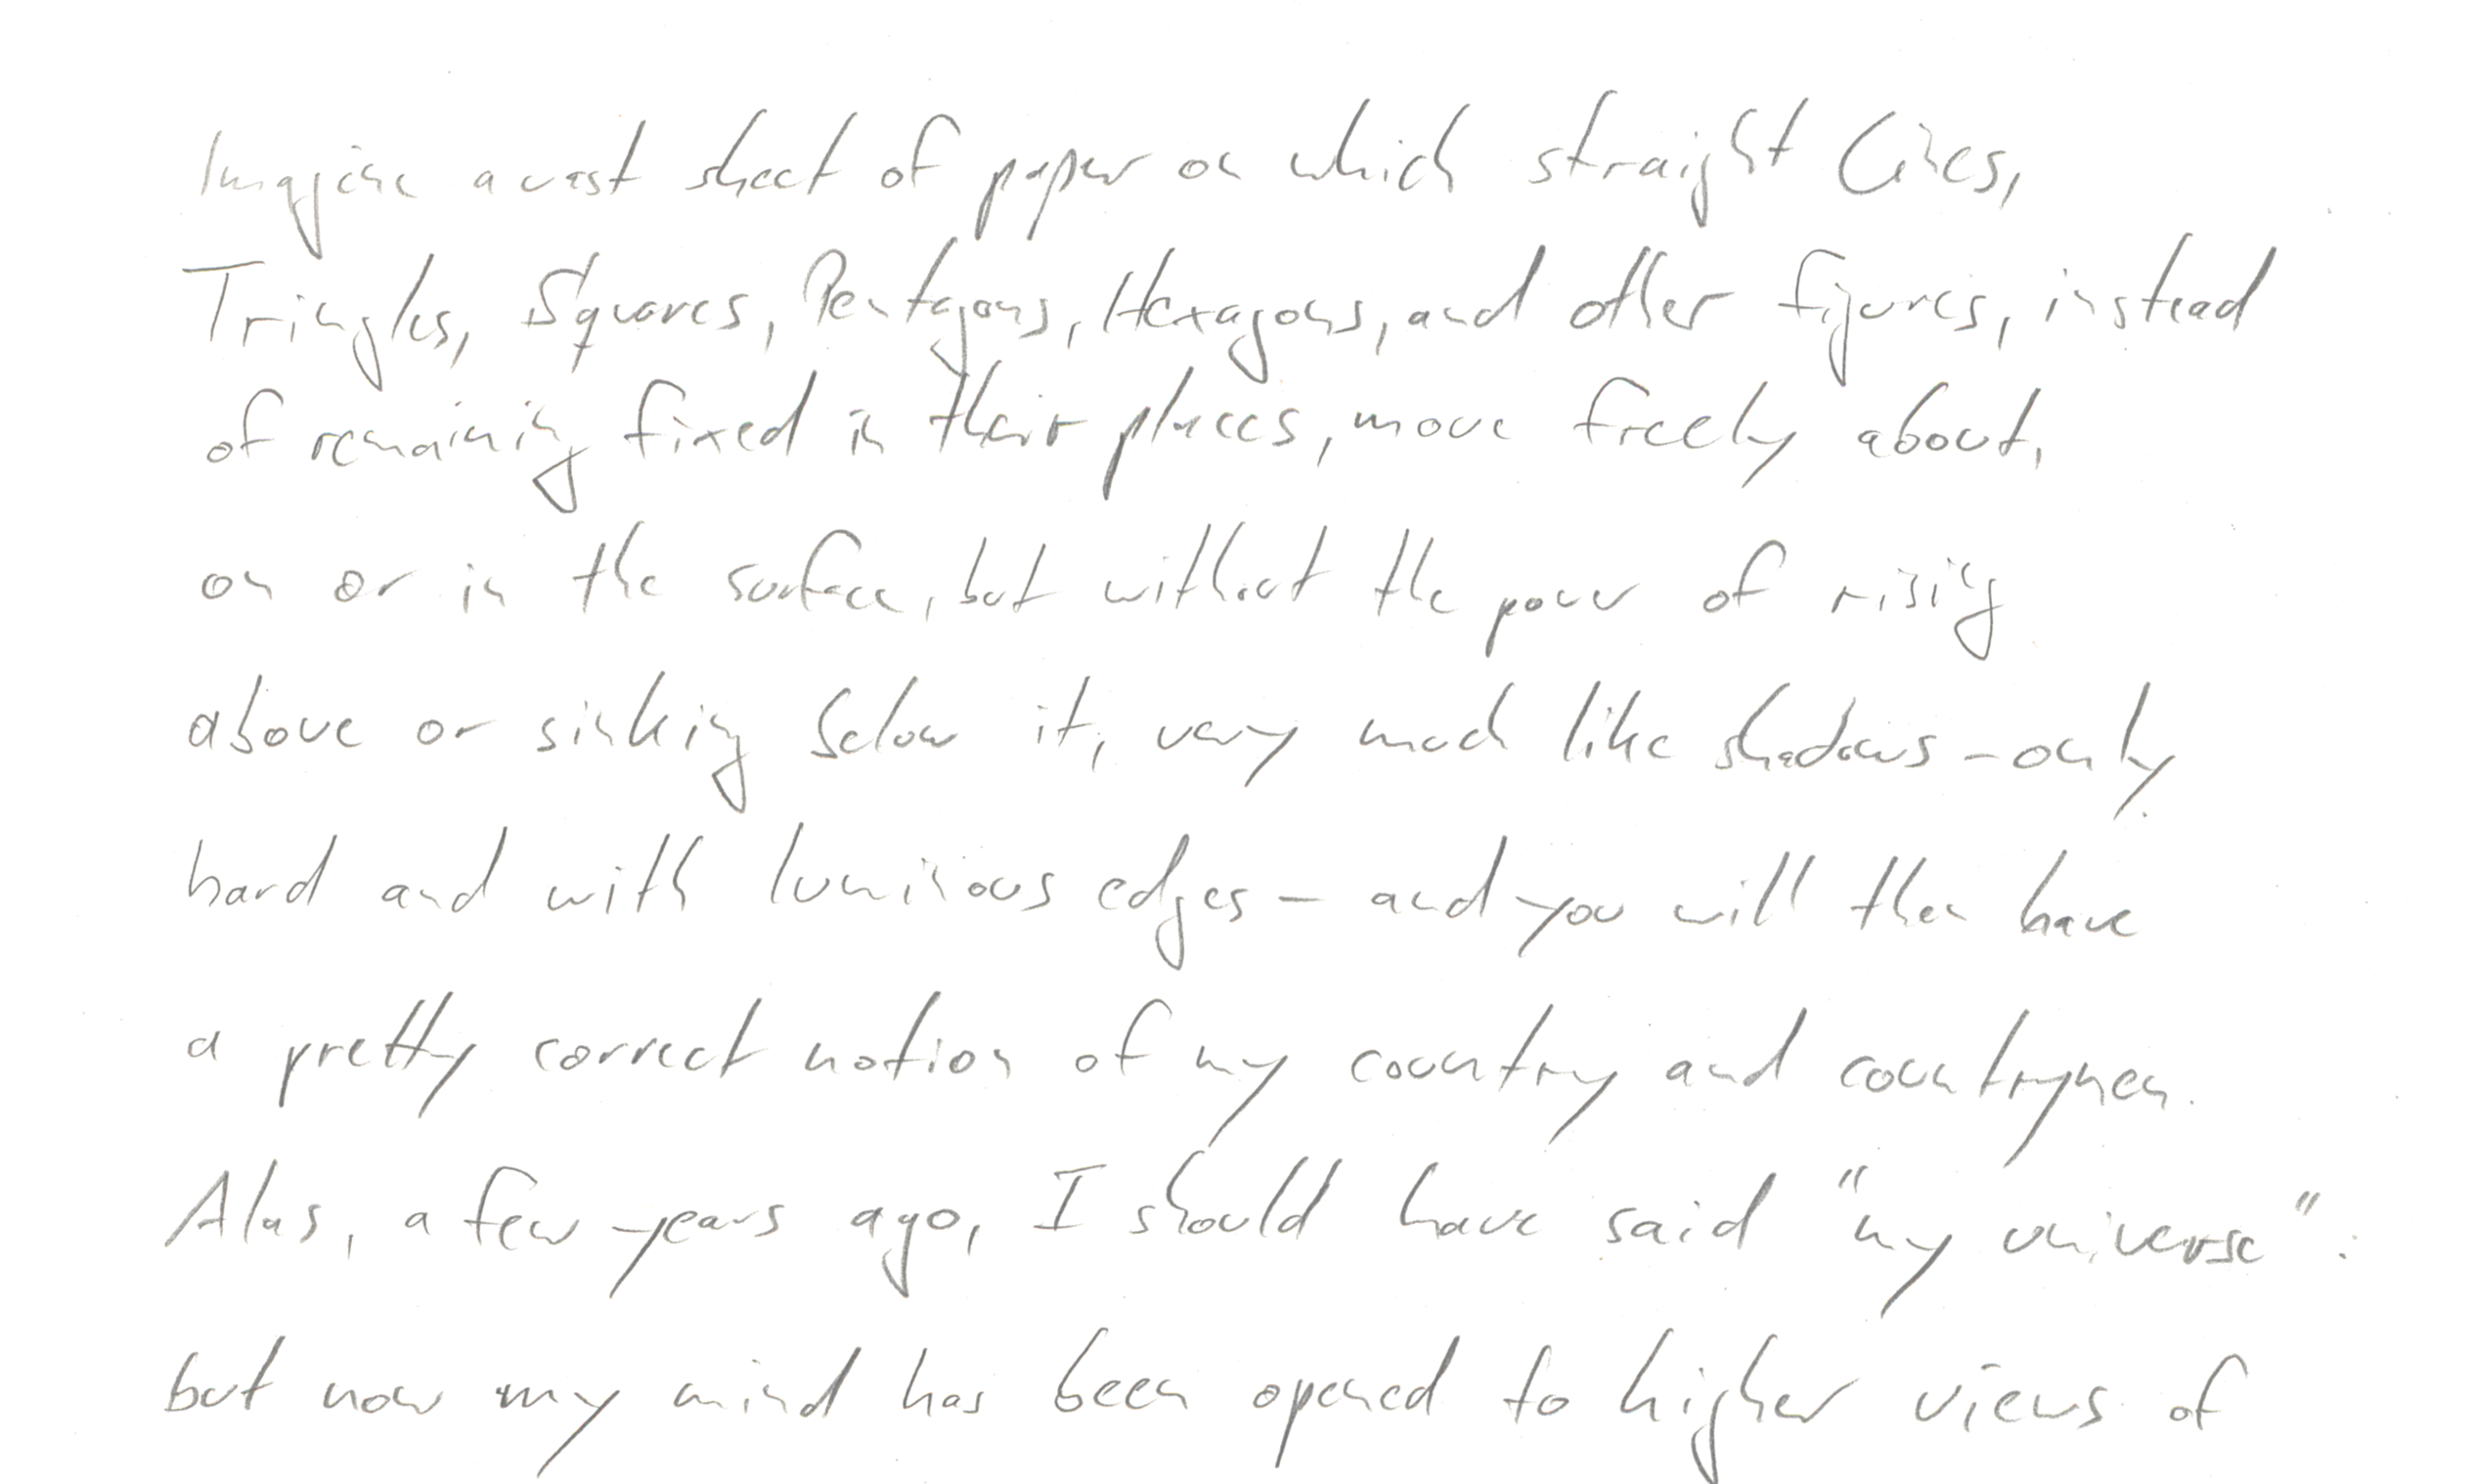 Imagine a vast sheet of paper on which straight Lines,
Tringles, Squares, Pentagons, Hexagons, and other figures, instead
of remaining fixed in their places, move freely about,
on or in the surface, but without the power of rising
above or sinking below it, very much like shadows - only
hard and with luminous edges - and you will then have
a pretty correct notion of my country and countrymen.
Alas, a few years ago, I should have said "my universe":
but now my mind has been opened to higher views of